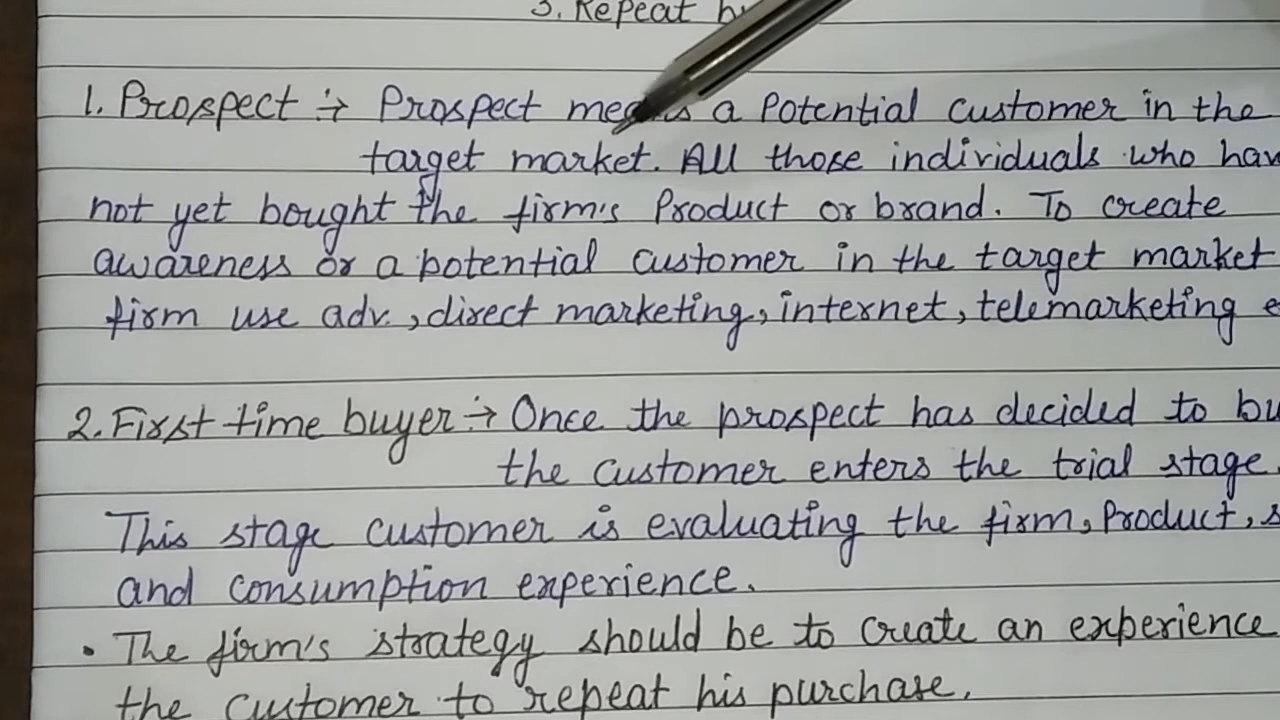 3. Repeat
1. Prospect :→ Prospect means a Potential customer in the
target market. All those individuals who hav
not yet bought the firm's Product or brand. To create
awareness or a potential customer in the target market
firm use adv., direct marketing, internet, telemarketing e
2. First time buyer :→ Once the prospect has decided to bu
the customer enters the trial stage.
This stage customer is evaluating the firm, Product, s
and consumption experience.
• The firm's strategy should be to create an experience
the customer to repeat his purchase.